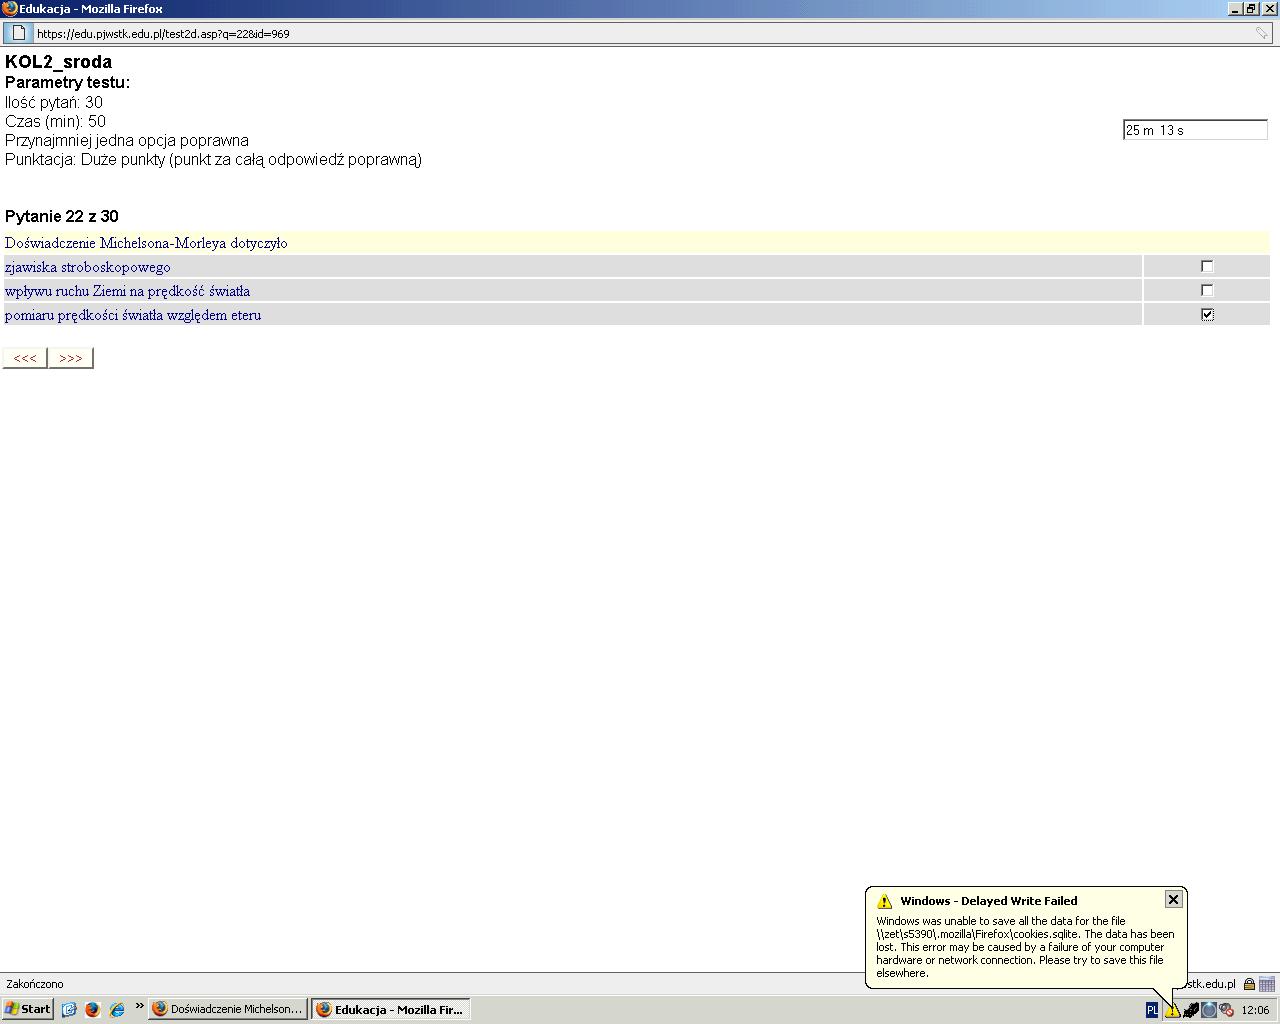 Edukacja - Mozilla Firefox
https://edu.pjwstk.edu.pl/test2d.asp?q=22&id=969
KOL2_sroda
Parametry testu:
Ilość pytań: 30
Czas (min): 50
Przynajmniej jedna opcja poprawna
Punktacja: Duże punkty (punkt za całą odpowiedź poprawną)
25 m 13 s
Pytanie 22 z 30
Doświadczenie Michelsona-Morleya dotyczyło
zjawiska stroboskopowego
wpływu ruchu Ziemi na prędkość światła
pomiaru prędkości światła względem eteru
<<< >>>
Windows - Delayed Write Failed
Windows was unable to save all the data for the file
\\zet\s5390\.mozilla\Firefox\cookies.sqlite. The data has been
lost. This error may be caused by a failure of your computer
hardware or network connection. Please try to save this file
elsewhere.
Zakończono
wstk.edu.pl
Start
»
Doświadczenie Michelson...
Edukacja - Mozilla Fir...
PL
12:06